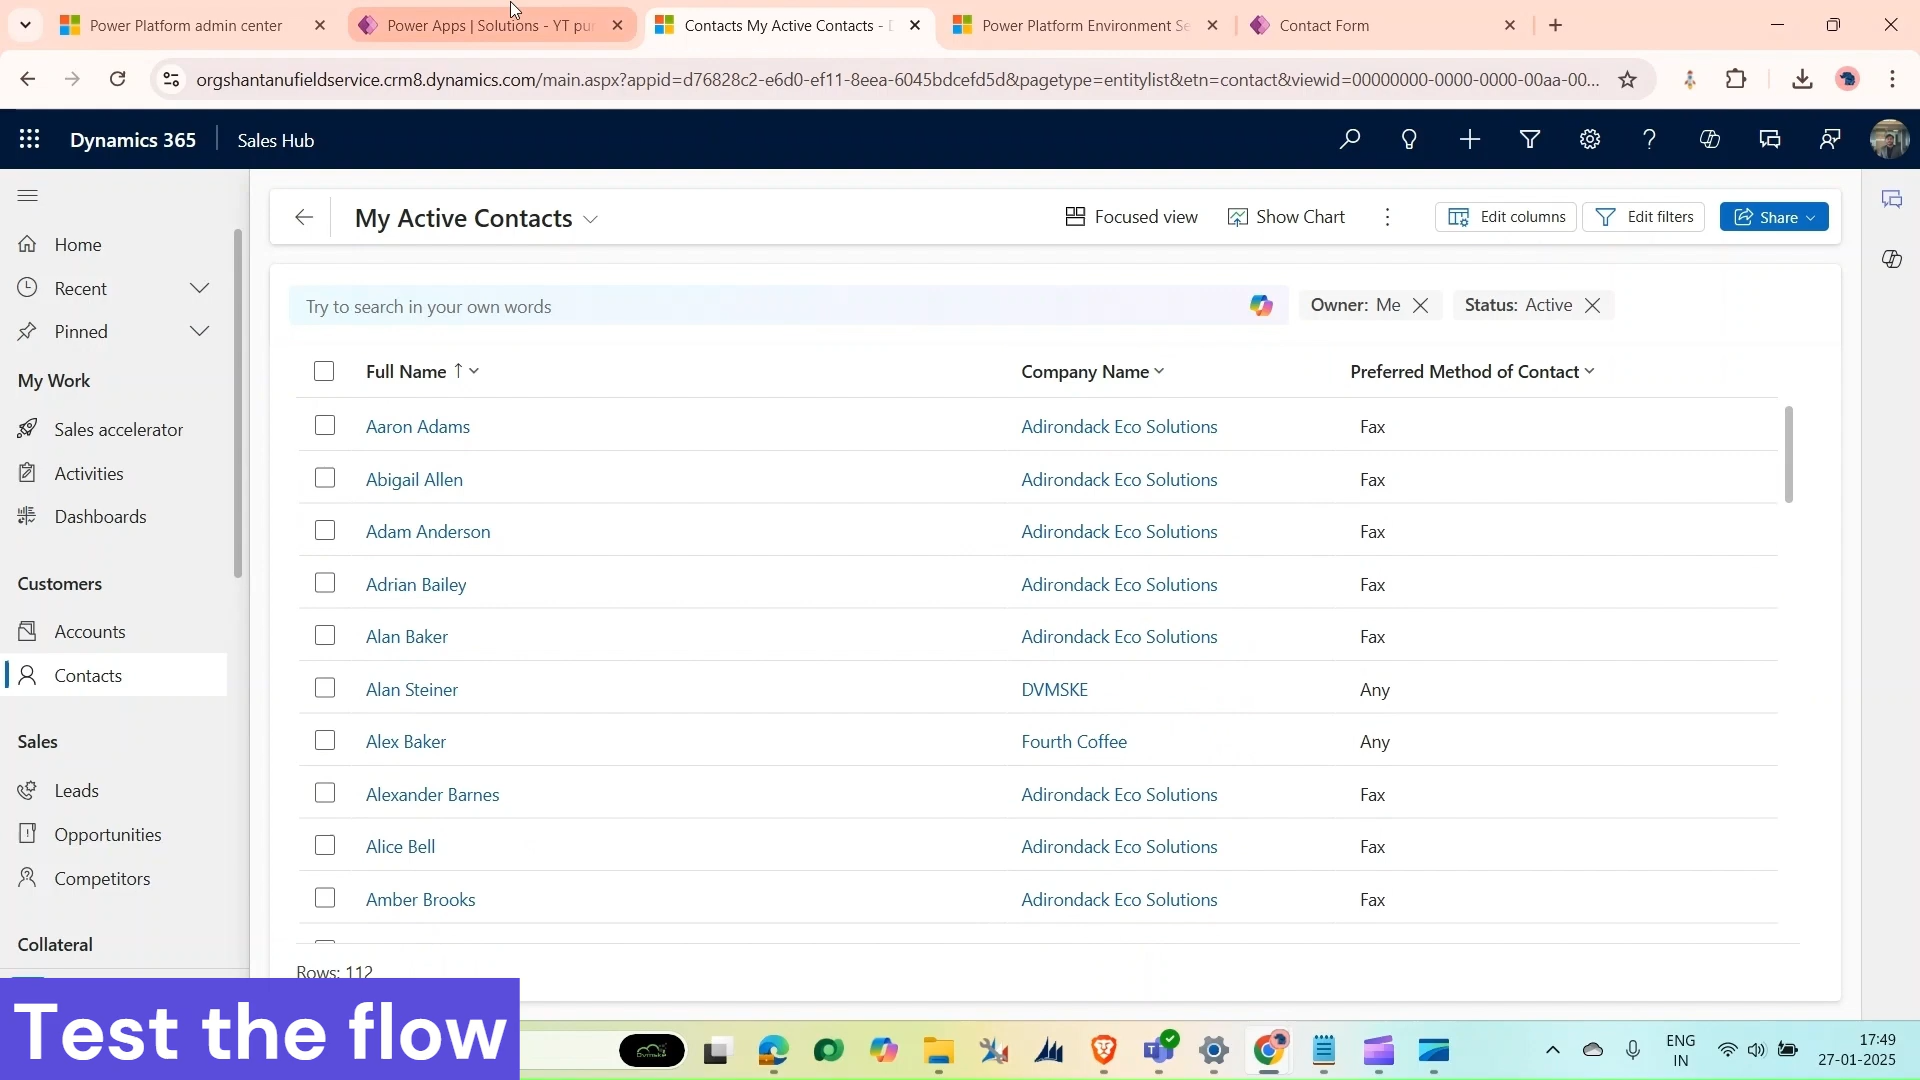 Power Platform admin center
Power Apps | Solutions - YT pu
Contacts My Active Contacts -
Power Platform Environment Se
Contact Form
orgshantanufieldservice.crm8.dynamics.com/main.aspx?appid=d76828c2-e6d0-ef11-8eea-6045bdcefd5d&pagetype=entitylist&etn=contact&viewid=00000000-0000-0000-00aa-00...
Dynamics 365
Sales Hub
My Active Contacts
Focused view
Show Chart
Edit columns
Edit filters
Share
Home
Recent
Pinned
My Work
Sales accelerator
Activities
Dashboards
Customers
Accounts
Contacts
Sales
Leads
Opportunities
Competitors
Collateral
Try to search in your own words
Owner: Me
Status: Active
Full Name ↑ Company Name Preferred Method of Contact
Aaron Adams Adirondack Eco Solutions Fax
Abigail Allen Adirondack Eco Solutions Fax
Adam Anderson Adirondack Eco Solutions Fax
Adrian Bailey Adirondack Eco Solutions Fax
Alan Baker Adirondack Eco Solutions Fax
Alan Steiner DVMSKE Any
Alex Baker Fourth Coffee Any
Alexander Barnes Adirondack Eco Solutions Fax
Alice Bell Adirondack Eco Solutions Fax
Amber Brooks Adirondack Eco Solutions Fax
Rows: 112
Test the flow
ENG
IN
17:49
27-01-2025